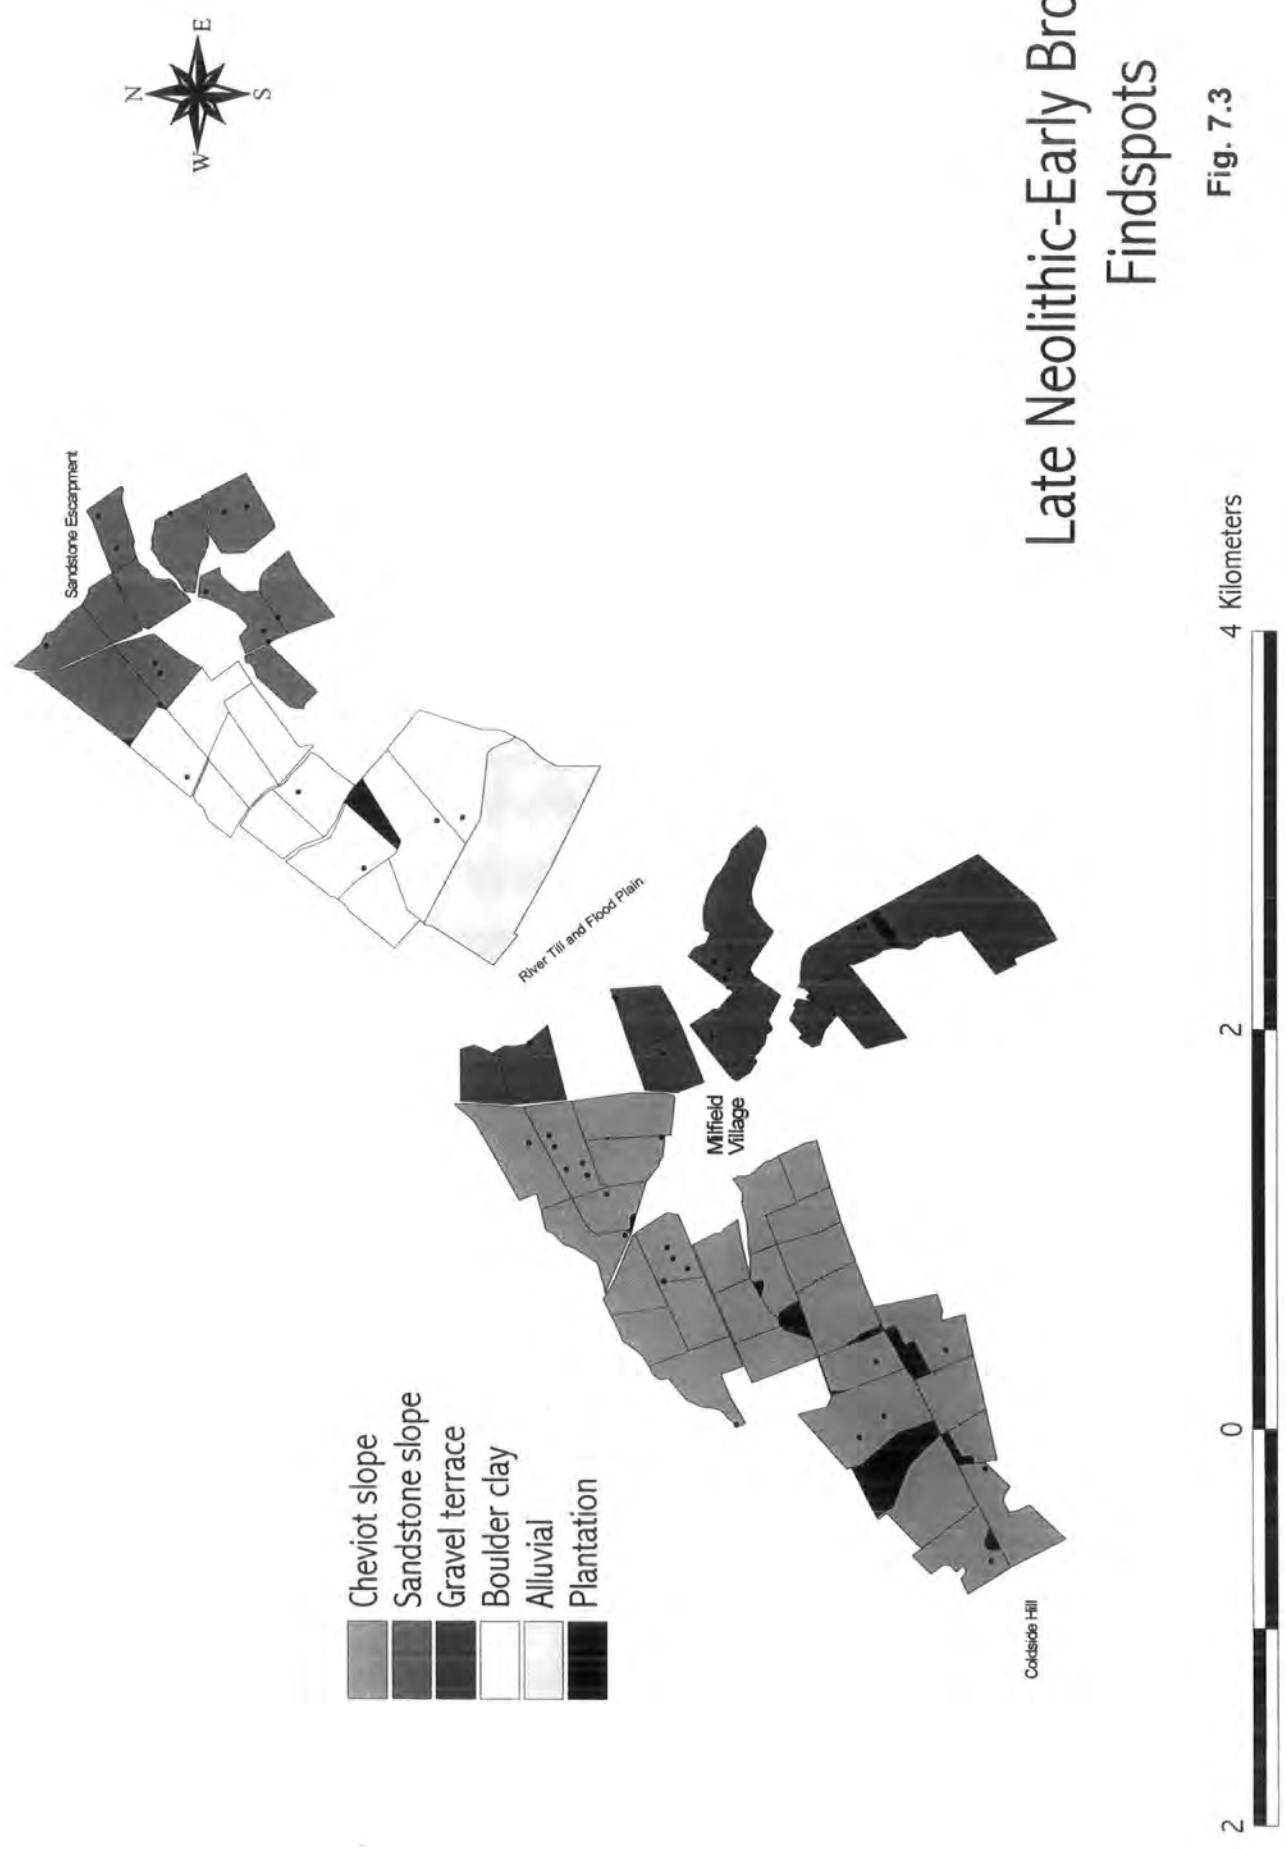 N
W
E
S
Sandstone Escarpment
River Till and Flood Plain
Milfield
Village
Coldside Hill
Cheviot slope
Sandstone slope
Gravel terrace
Boulder clay
Alluvial
Plantation
2
0
2
4 Kilometers
Late Neolithic-Early Bro
Findspots
Fig. 7.3